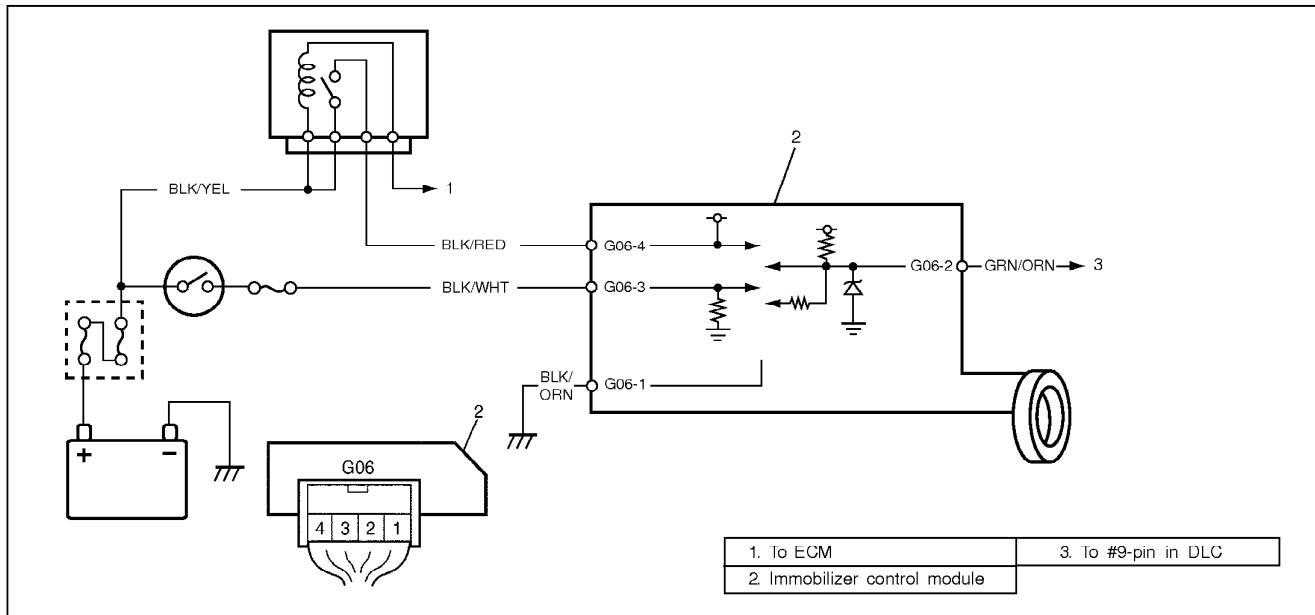 2
BLK/YEL
1
BLK/RED
G06-4
G06-2
GRN/ORN
3
BLK/WHT
G06-3
BLK/
ORN
G06-1
+
−
2
G06
4 3 2 1
1. To ECM
3. To #9-pin in DLC
2. Immobilizer control module